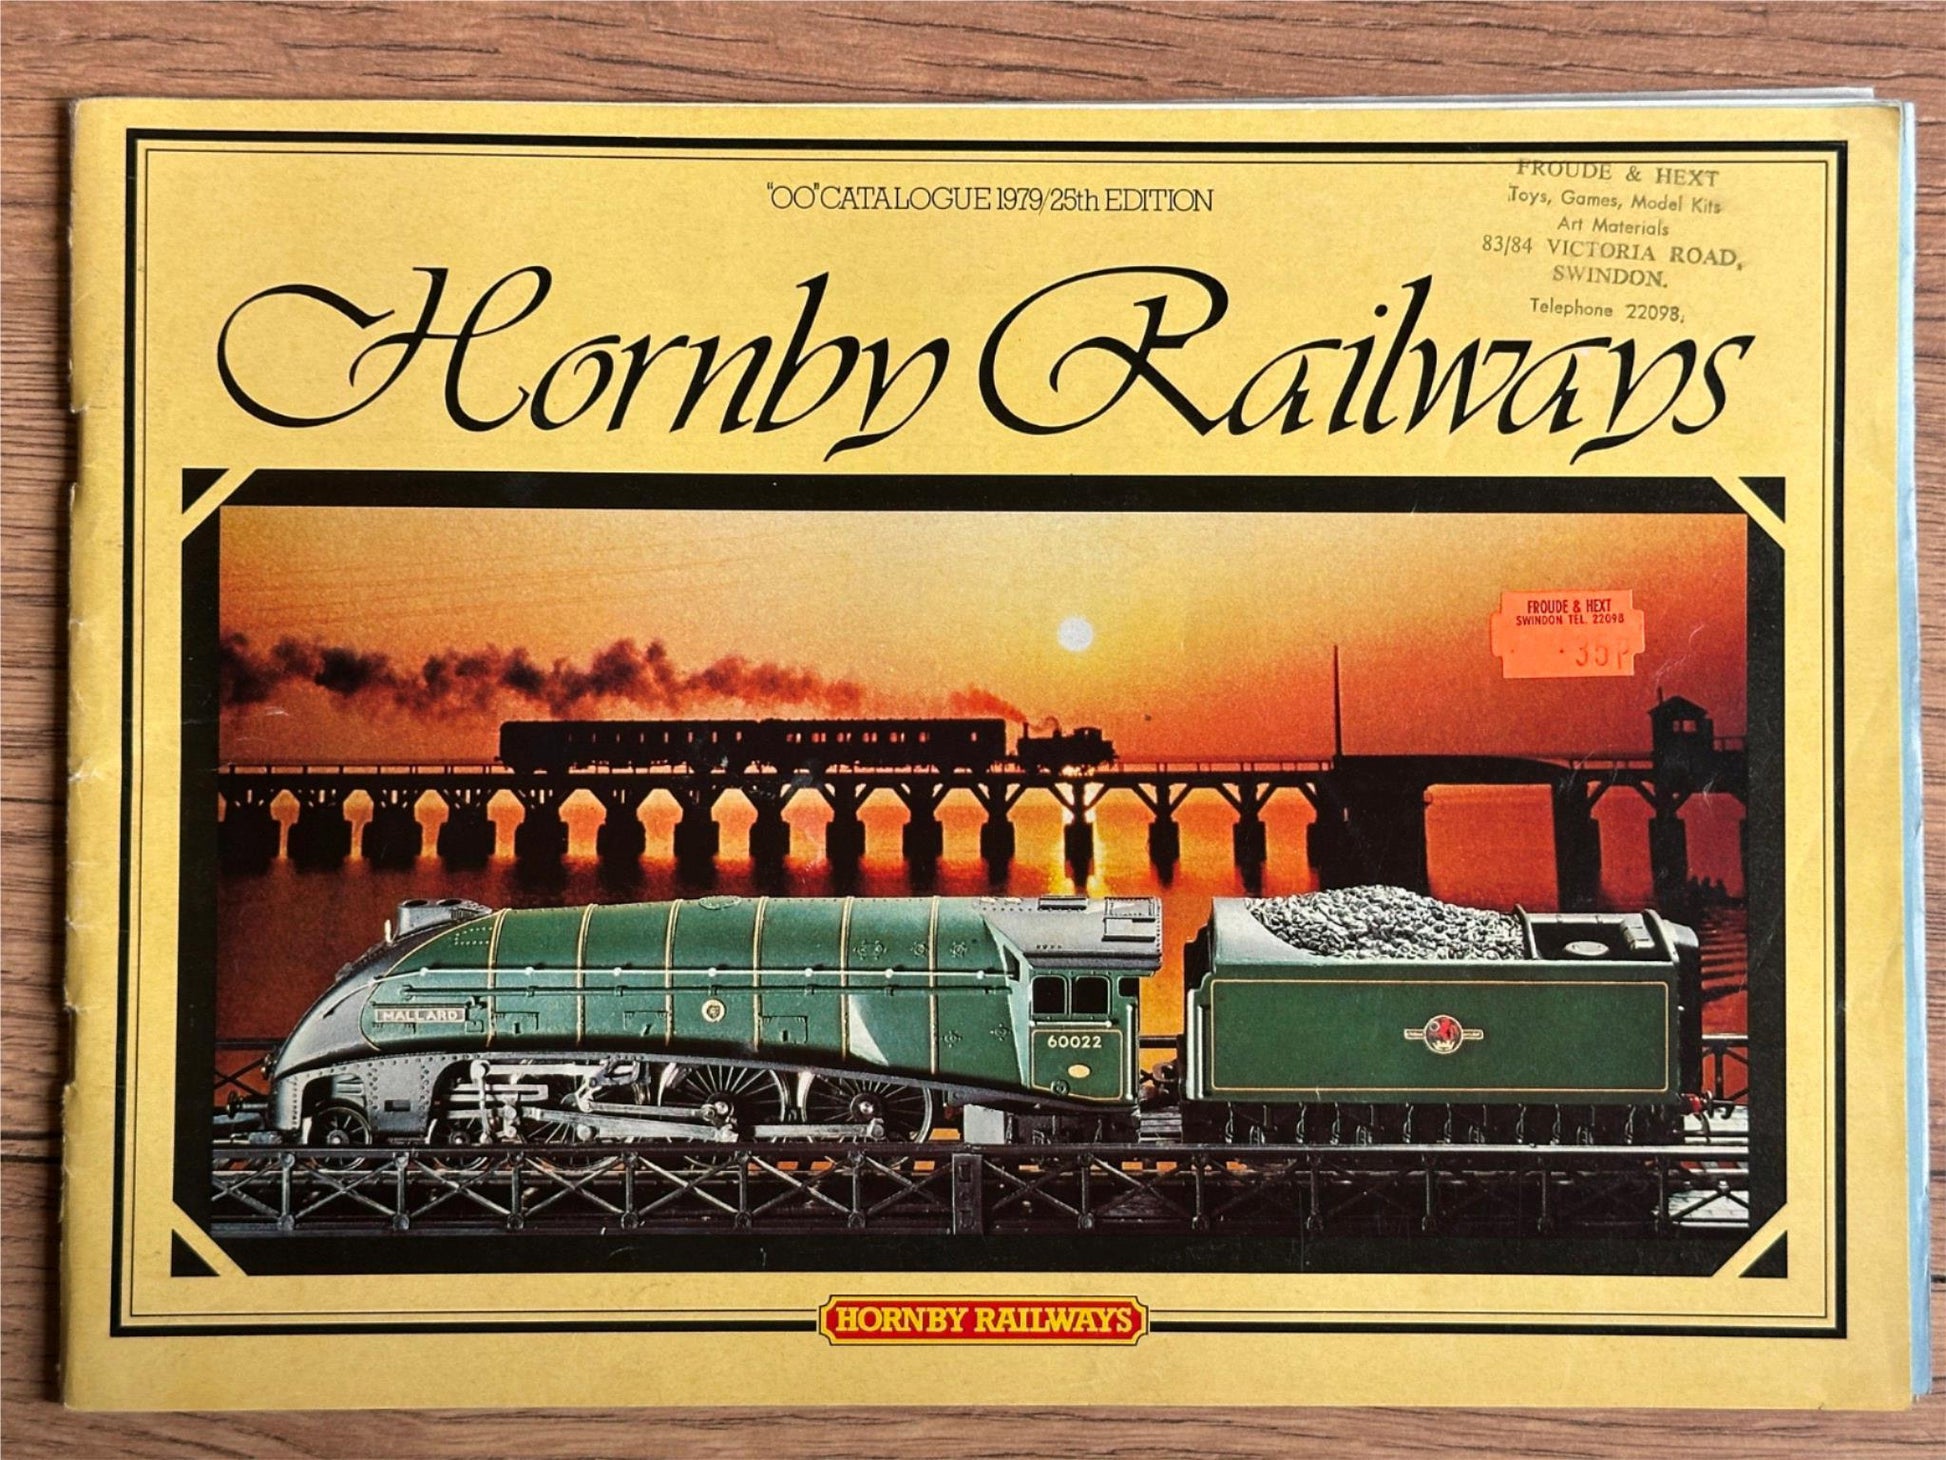 "OO" CATALOGUE 1979/25th EDITION
FROUDE & HEXT
Toys, Games, Model Kits
Art Materials
83/84 VICTORIA ROAD,
SWINDON.
Telephone 22098.
Hornby Railways
FROUDE & HEXT
SWINDON TEL. 22098
35p
MALLARD
60022
HORNBY RAILWAYS